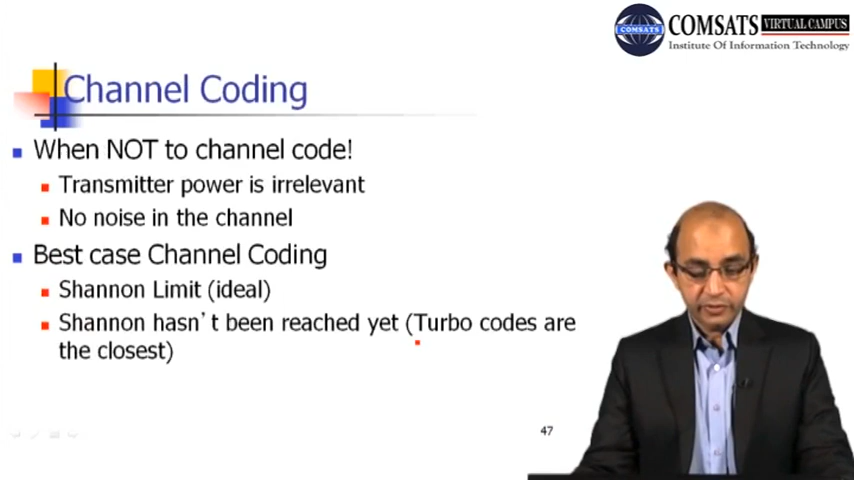 COMSATS VIRTUAL CAMPUS
COMSATS
Institute Of Information Technology
Channel Coding
When NOT to channel code!
Transmitter power is irrelevant
No noise in the channel
Best case Channel Coding
Shannon Limit (ideal)
Shannon hasn't been reached yet (Turbo codes are
the closest)
47